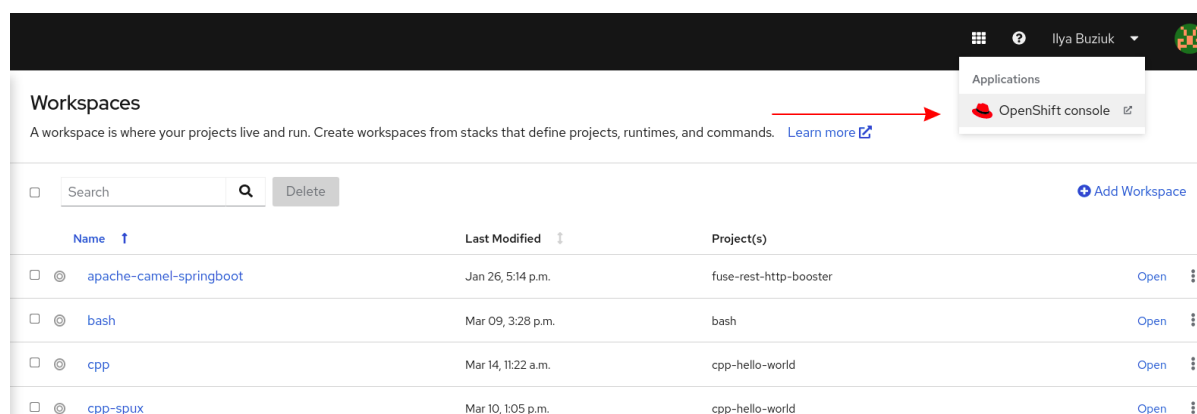 Ilya Buziuk
Applications
OpenShift console
Workspaces
A workspace is where your projects live and run. Create workspaces from stacks that define projects, runtimes, and commands. Learn more
Search Delete Add Workspace
Name Last Modified Project(s)
apache-camel-springboot Jan 26, 5:14 p.m. fuse-rest-http-booster Open
bash Mar 09, 3:28 p.m. bash Open
cpp Mar 14, 11:22 a.m. cpp-hello-world Open
cpp-spux Mar 10, 1:05 p.m. cpp-hello-world Open